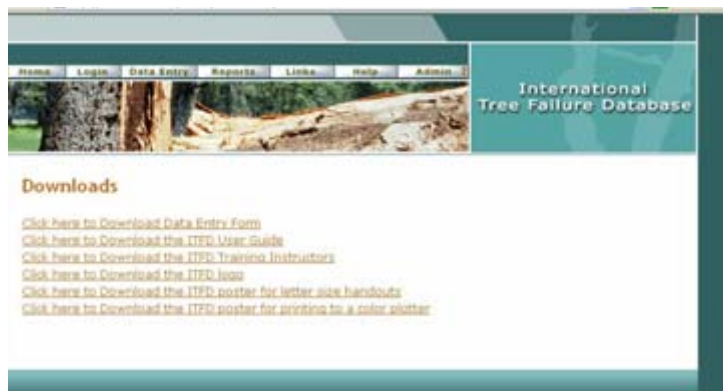 Home Login Data Entry Reports Links Help Admin
International
Tree Failure Database
Downloads
Click here to Download Data Entry Form
Click here to Download the ITFD User Guide
Click here to Download the ITFD Training Instructors
Click here to Download the ITFD logo
Click here to Download the ITFD poster for letter size handouts
Click here to Download the ITFD poster for printing to a color plotter